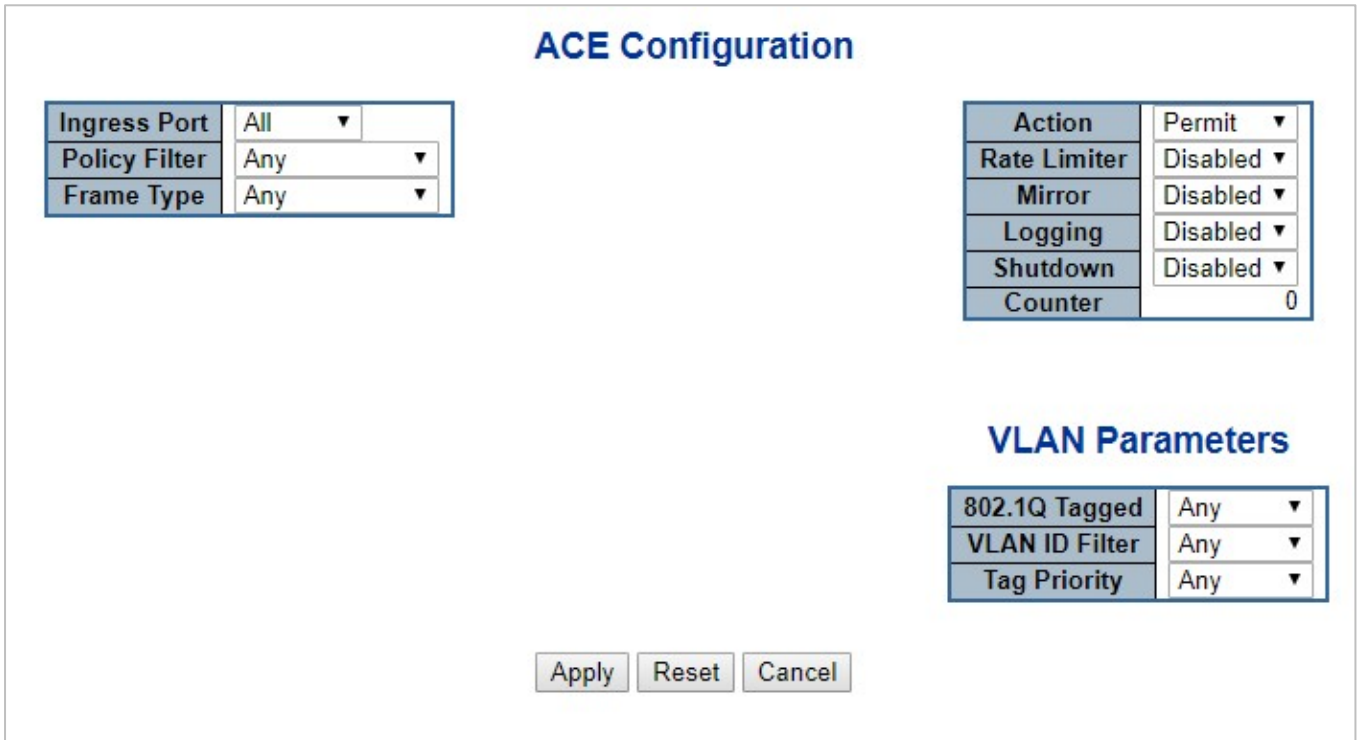 ACE Configuration
Ingress Port All
Policy Filter Any
Frame Type Any
Action Permit
Rate Limiter Disabled
Mirror Disabled
Logging Disabled
Shutdown Disabled
Counter 0
VLAN Parameters
802.1Q Tagged Any
VLAN ID Filter Any
Tag Priority Any
Apply Reset Cancel